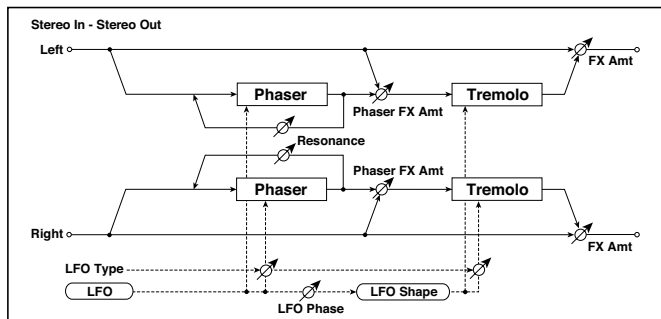 Stereo In - Stereo Out
Left
FX Amt
Phaser
Tremolo
Phaser FX Amt
Resonance
Phaser FX Amt
Phaser
Tremolo
Right
FX Amt
LFO Type
LFO
LFO Shape
LFO Phase